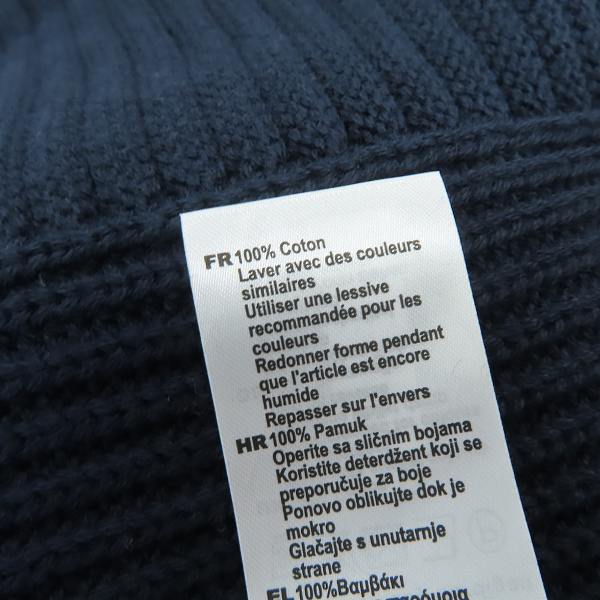 FR 100% Coton
Laver avec des couleurs
similaires
Utiliser une lessive
recommandée pour les
couleurs
Redonner forme pendant
que l'article est encore
humide
Repasser sur l'envers
HR 100% Pamuk
Operite sa sličnim bojama
Koristite deterdžent koji se
preporučuje za boje
Ponovo oblikujte dok je
mokro
Glačajte s unutarnje
strane
EL 100%Βαμβάκι